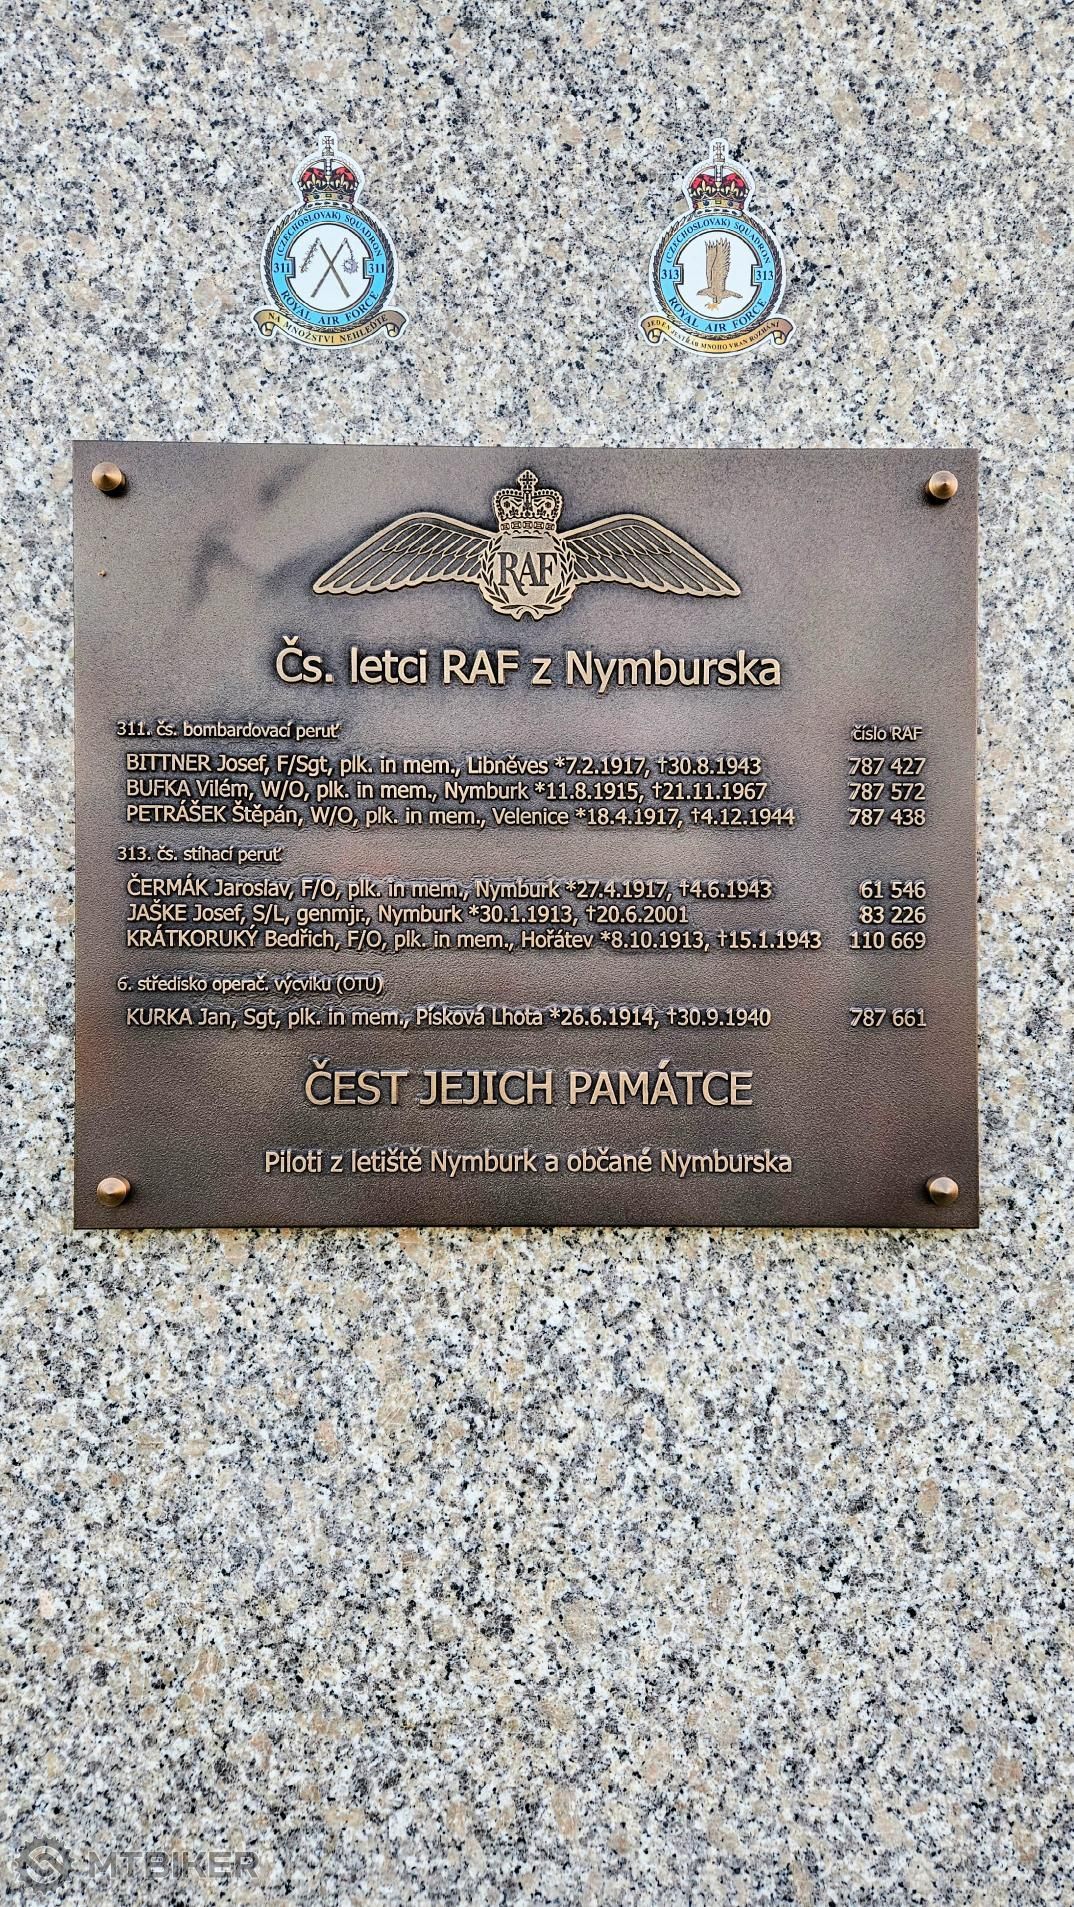 (CZECHOSLOVAK) SQUADRON
311 311
ROYAL AIR FORCE
NA MNOŽSTVÍ NEHLEĎTE
(CZECHOSLOVAK) SQUADRON
313 313
ROYAL AIR FORCE
JEDEN JESTŘÁB MNOHO VRAN ROZHÁNÍ
RAF
Čs. letci RAF z Nymburska
311. čs. bombardovací peruť číslo RAF
BITTNER Josef, F/Sgt, plk. in mem., Libněves *7.2.1917, †30.8.1943 787 427
BUFKA Vilém, W/O, plk. in mem., Nymburk *11.8.1915, †21.11.1967 787 572
PETRÁŠEK Štěpán, W/O, plk. in mem., Velenice *18.4.1917, †4.12.1944 787 438
313. čs. stíhací peruť
ČERMÁK Jaroslav, F/O, plk. in mem., Nymburk *27.4.1917, †4.6.1943 61 546
JAŠKE Josef, S/L, genmjr., Nymburk *30.1.1913, †20.6.2001 83 226
KRÁTKORUKÝ Bedřich, F/O, plk. in mem., Hořátev *8.10.1913, †15.1.1943 110 669
6. středisko operač. výcviku (OTU)
KURKA Jan, Sgt, plk. in mem., Písková Lhota *26.6.1914, †30.9.1940 787 661
ČEST JEJICH PAMÁTCE
Piloti z letiště Nymburk a občané Nymburska
MTBIKER